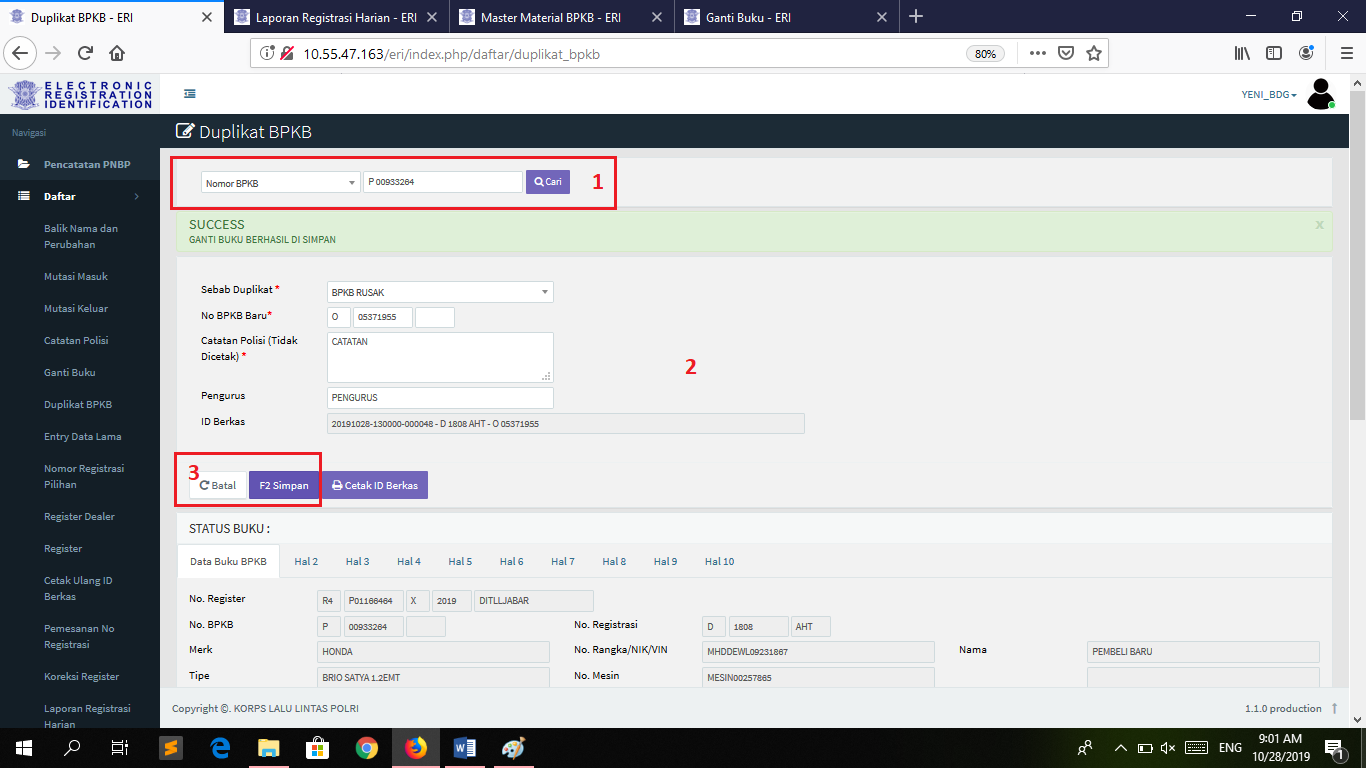 Duplikat BPKB - ERI
Laporan Registrasi Harian - ERI
Master Material BPKB - ERI
Ganti Buku - ERI
10.55.47.163/eri/index.php/daftar/duplikat_bpkb
80%
ELECTRONIC
REGISTRATION
IDENTIFICATION
YENI_BDG
Navigasi
Pencatatan PNBP
Daftar
Balik Nama dan
Perubahan
Mutasi Masuk
Mutasi Keluar
Catatan Polisi
Ganti Buku
Duplikat BPKB
Entry Data Lama
Nomor Registrasi
Pilihan
Register Dealer
Register
Cetak Ulang ID
Berkas
Pemesanan No
Registrasi
Koreksi Register
Laporan Registrasi
Harian
Duplikat BPKB
Nomor BPKB P 00933264 Cari 1
SUCCESS x
GANTI BUKU BERHASIL DI SIMPAN
Sebab Duplikat * BPKB RUSAK
No BPKB Baru* O 05371955
Catatan Polisi (Tidak
Dicetak) *
CATATAN
2
Pengurus PENGURUS
ID Berkas 20191028-130000-000048 - D 1808 AHT - O 05371955
3
Batal F2 Simpan Cetak ID Berkas
STATUS BUKU :
Data Buku BPKB Hal 2 Hal 3 Hal 4 Hal 5 Hal 6 Hal 7 Hal 8 Hal 9 Hal 10
No. Register R4 P01166464 X 2019 DITLLJABAR
No. BPKB P 00933264 No. Registrasi D 1808 AHT
Merk HONDA No. Rangka/NIK/VIN MHDDEWL09231867 Nama PEMBELI BARU
Tipe BRIO SATYA 1.2EMT No. Mesin MESIN00257865
Copyright ©. KORPS LALU LINTAS POLRI 1.1.0 production
ENG
9:01 AM
10/28/2019
1